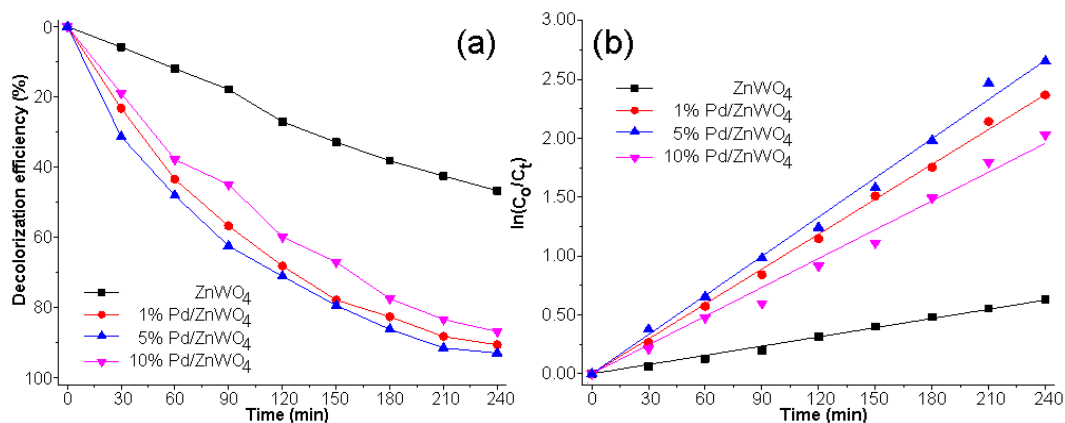 (a)
Decolorization efficiency (%)
0
20
40
60
80
100
ZnWO4
1% Pd/ZnWO4
5% Pd/ZnWO4
10% Pd/ZnWO4
0 30 60 90 120 150 180 210 240
Time (min)
(b)
ln(Co/Ct)
3.00
2.50
2.00
1.50
1.00
0.50
0.00
ZnWO4
1% Pd/ZnWO4
5% Pd/ZnWO4
10% Pd/ZnWO4
0 30 60 90 120 150 180 210 240
Time (min)